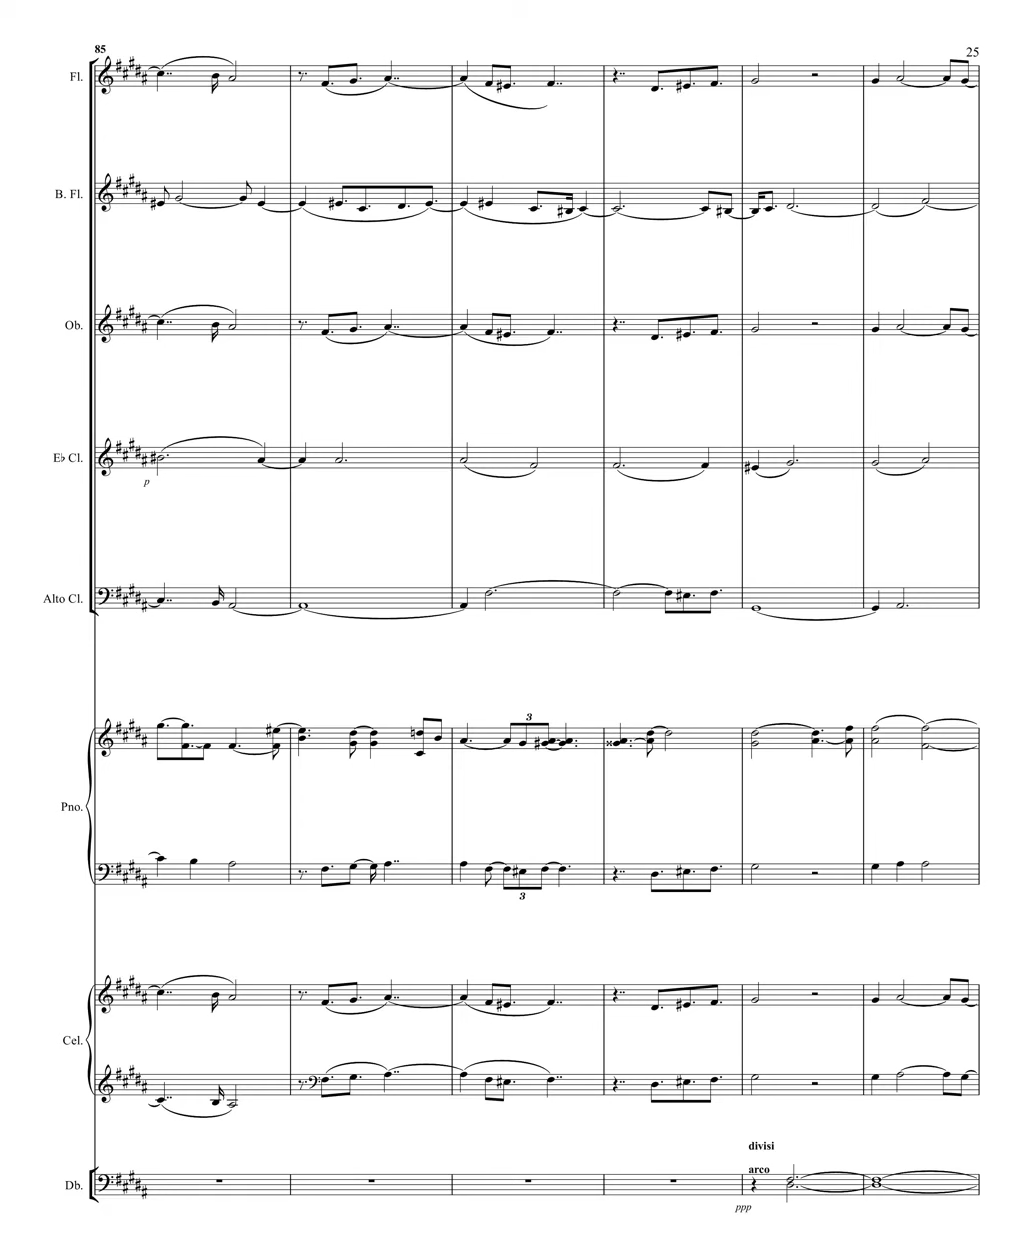 85
25
Fl.
B. Fl.
Ob.
E♭ Cl.
p
Alto Cl.
3
Pno.
3
Cel.
divisi
arco
Db.
ppp